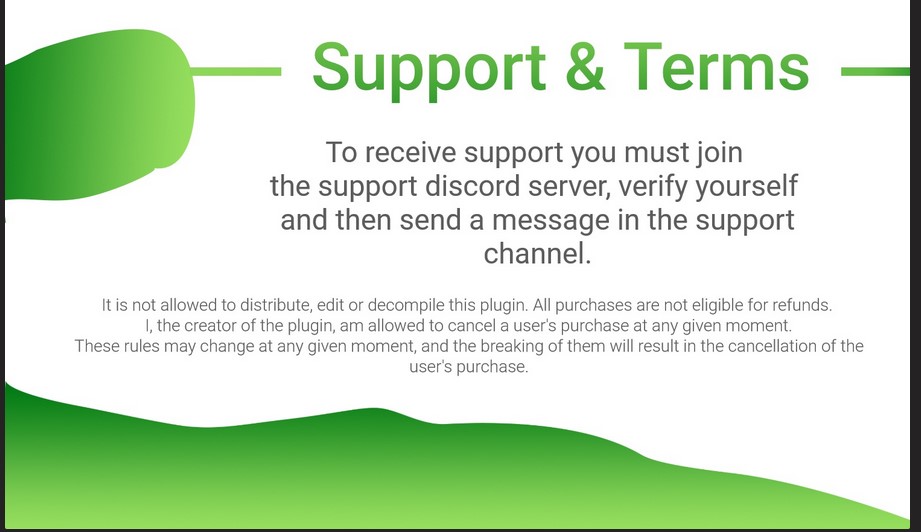 Support & Terms
To receive support you must join
the support discord server, verify yourself
and then send a message in the support
channel.
It is not allowed to distribute, edit or decompile this plugin. All purchases are not eligible for refunds.
I, the creator of the plugin, am allowed to cancel a user's purchase at any given moment.
These rules may change at any given moment, and the breaking of them will result in the cancellation of the
user's purchase.